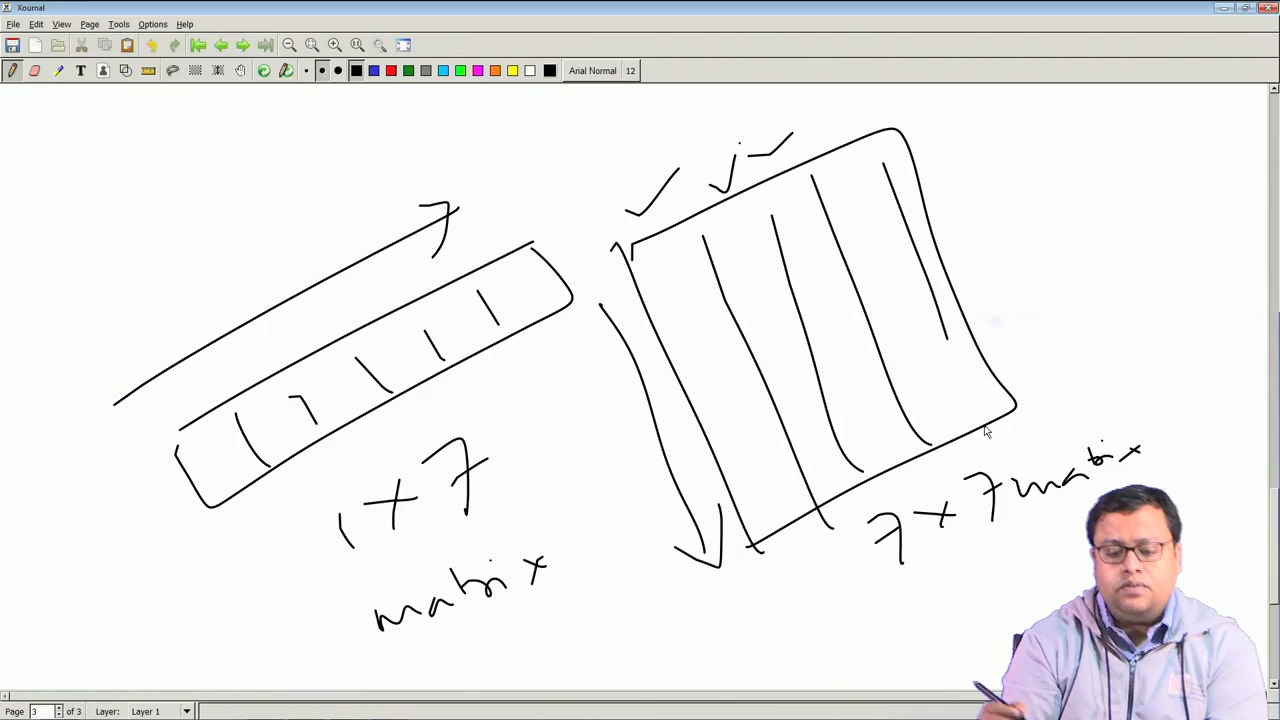 Xournal
File Edit View Page Tools Options Help
Arial Normal 12
1 x 7
matrix
7 x 7 matrix
Page 3 of 3 Layer: Layer 1